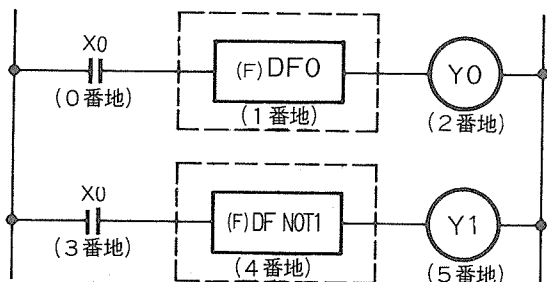 X0
(0番地)
(F) DF0
(1番地)
Y0
(2番地)
X0
(3番地)
(F) DF NOT1
(4番地)
Y1
(5番地)